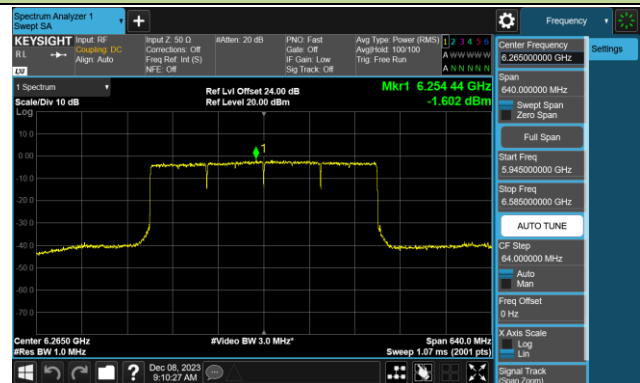 Spectrum Analyzer 1
Swept SA
Frequency
KEYSIGHT
RL
LXI
Input: RF
Coupling: DC
Align: Auto
Input Z: 50 Ω
Corrections: Off
Freq Ref: Int (S)
NFE: Off
#Atten: 20 dB
PNO: Fast
Gate: Off
IF Gain: Low
Sig Track: Off
Avg Type: Power (RMS)
Avg|Hold: 100/100
Trig: Free Run
1 2 3 4 5 6
A W W W W W
A N N N N N
1 Spectrum
Scale/Div 10 dB
Log
Ref Lvl Offset 24.00 dB
Ref Level 20.00 dBm
Mkr1 6.254 44 GHz
-1.602 dBm
10.0
0.00
-10.0
-20.0
-30.0
-40.0
-50.0
-60.0
-70.0
1
Center 6.2650 GHz
#Res BW 1.0 MHz
#Video BW 3.0 MHz*
Span 640.0 MHz
Sweep 1.07 ms (2001 pts)
Dec 08, 2023
9:10:27 AM
Center Frequency
6.265000000 GHz
Settings
Span
640.000000 MHz
Swept Span
Zero Span
Full Span
Start Freq
5.945000000 GHz
Stop Freq
6.585000000 GHz
AUTO TUNE
CF Step
64.000000 MHz
Auto
Man
Freq Offset
0 Hz
X Axis Scale
Log
Lin
Signal Track
(Span Zoom)